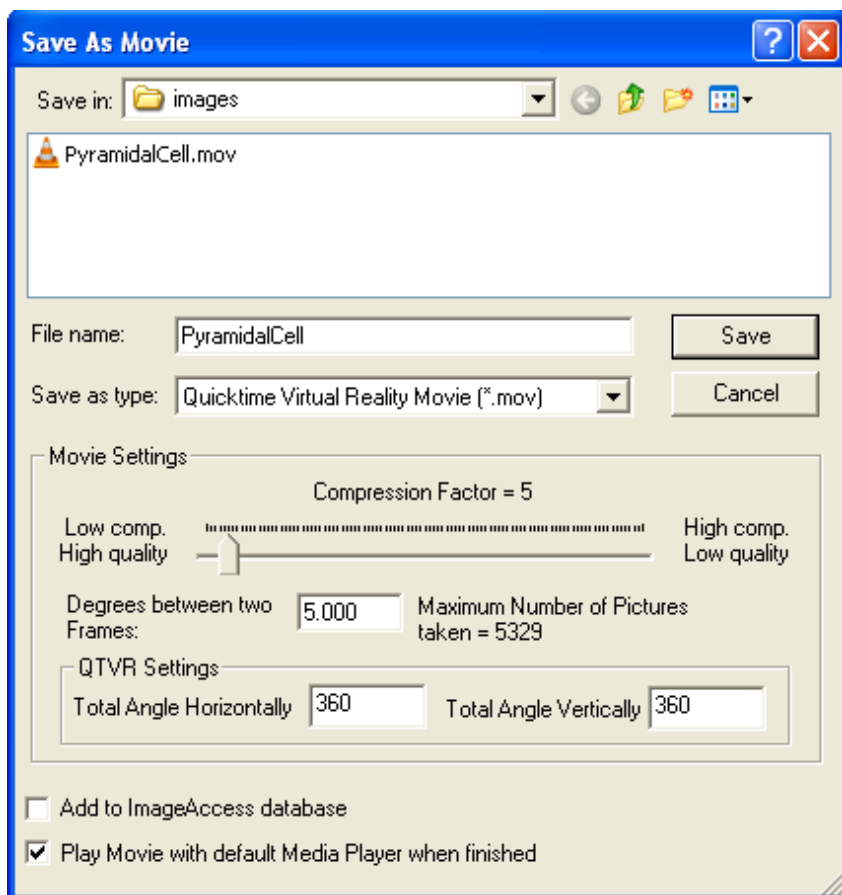 Save As Movie
Save in: images
PyramidalCell.mov
File name: PyramidalCell Save
Save as type: Quicktime Virtual Reality Movie (*.mov) Cancel
Movie Settings
Compression Factor = 5
Low comp. High comp.
High quality Low quality
Degrees between two Frames: 5.000 Maximum Number of Pictures taken = 5329
QTVR Settings
Total Angle Horizontally 360 Total Angle Vertically 360
Add to ImageAccess database
Play Movie with default Media Player when finished